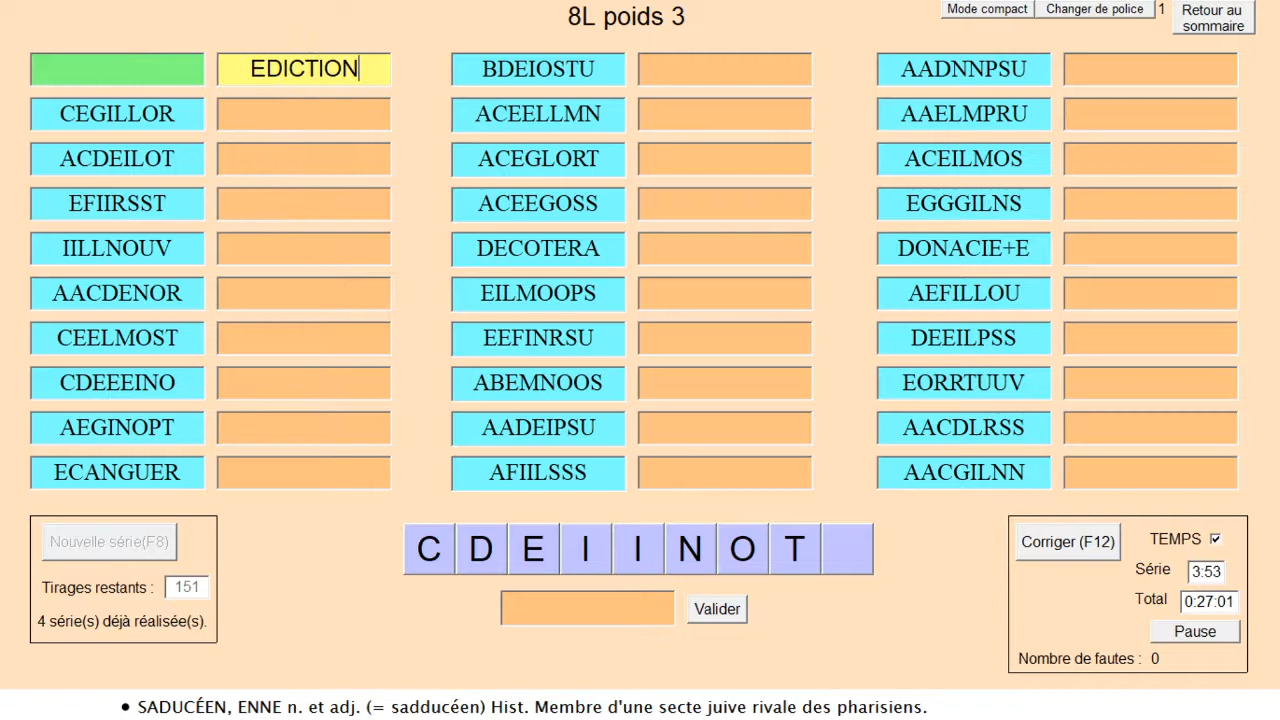 8L poids 3
Mode compact
Changer de police
1
Retour au
sommaire
EDICTION
BDEIOSTU
AADNNPSU
CEGILLOR
ACEELLMN
AAELMPRU
ACDEILOT
ACEGLORT
ACEILMOS
EFIIRSST
ACEEGOSS
EGGGILNS
IILLNOUV
DECOTERA
DONACIE+E
AACDENOR
EILMOOPS
AEFILLOU
CEELMOST
EEFINRSU
DEEILPSS
CDEEEINO
ABEMNOOS
EORRTUUV
AEGINOPT
AADEIPSU
AACDLRSS
ECANGUER
AFIILSSS
AACGILNN
Nouvelle série(F8)
Tirages restants : 151
4 série(s) déjà réalisée(s).
C D E I I N O T
Valider
Corriger (F12)
TEMPS
Série 3:53
Total 0:27:01
Pause
Nombre de fautes : 0
• SADUCÉEN, ENNE n. et adj. (= sadducéen) Hist. Membre d'une secte juive rivale des pharisiens.